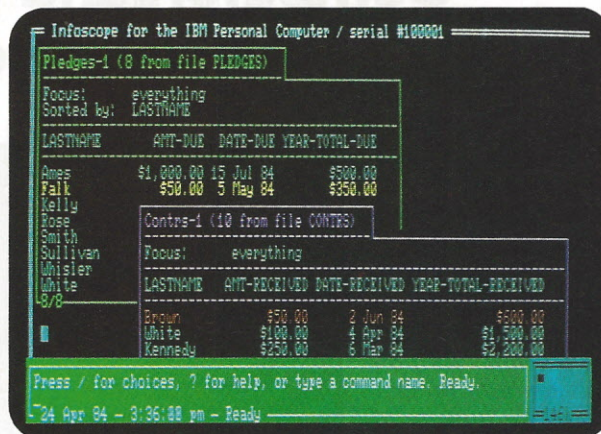 Infoscope for the IBM Personal Computer / serial #100001
Pledges-1 (8 from file PLEDGES)
Focus: everything
Sorted by: LASTNAME
LASTNAME AMT-DUE DATE-DUE YEAR-TOTAL-DUE
Ames $1,000.00 15 Jul 84 $500.00
Falk $50.00 5 May 84 $350.00
Kelly
Rose
Smith
Sullivan
Whisler
White
8/8
Contrs-1 (10 from file CONTRS)
Focus: everything
LASTNAME AMT-RECEIVED DATE-RECEIVED YEAR-TOTAL-RECEIVED
Brown $50.00 2 Jun 84 $600.00
White $100.00 4 Apr 84 $1,500.00
Kennedy $250.00 6 Mar 84 $2,200.00
Press / for choices, ? for help, or type a command name. Ready.
24 Apr 84 - 3:36:00 pm - Ready